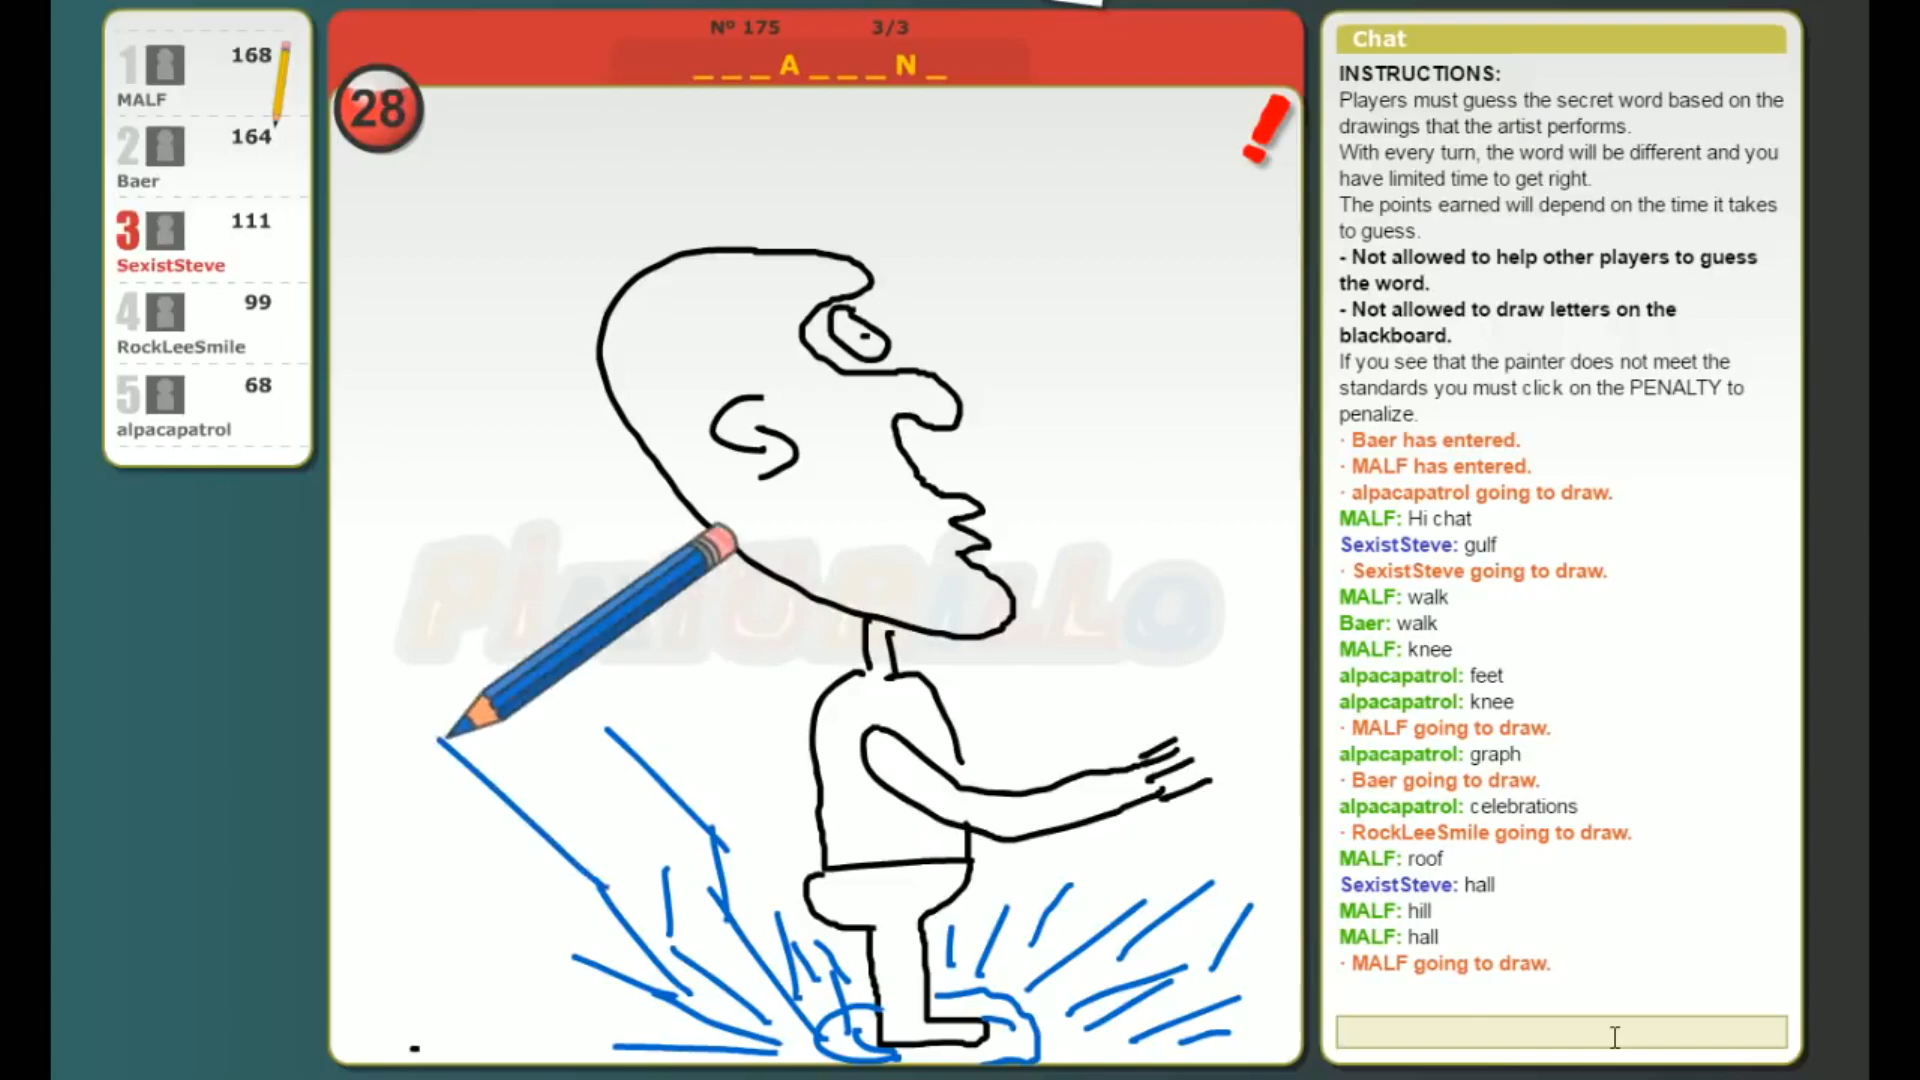 Nº 175 3/3
_ _ _ A _ _ _ N _
28
1 168
MALF
2 164
Baer
3 111
SexistSteve
4 99
RockLeeSmile
5 68
alpacapatrol
PINTURILLO
Chat
INSTRUCTIONS:
Players must guess the secret word based on the
drawings that the artist performs.
With every turn, the word will be different and you
have limited time to get right.
The points earned will depend on the time it takes
to guess.
- Not allowed to help other players to guess
the word.
- Not allowed to draw letters on the
blackboard.
If you see that the painter does not meet the
standards you must click on the PENALTY to
penalize.
· Baer has entered.
· MALF has entered.
· alpacapatrol going to draw.
MALF: Hi chat
SexistSteve: gulf
· SexistSteve going to draw.
MALF: walk
Baer: walk
MALF: knee
alpacapatrol: feet
alpacapatrol: knee
· MALF going to draw.
alpacapatrol: graph
· Baer going to draw.
alpacapatrol: celebrations
· RockLeeSmile going to draw.
MALF: roof
SexistSteve: hall
MALF: hill
MALF: hall
· MALF going to draw.